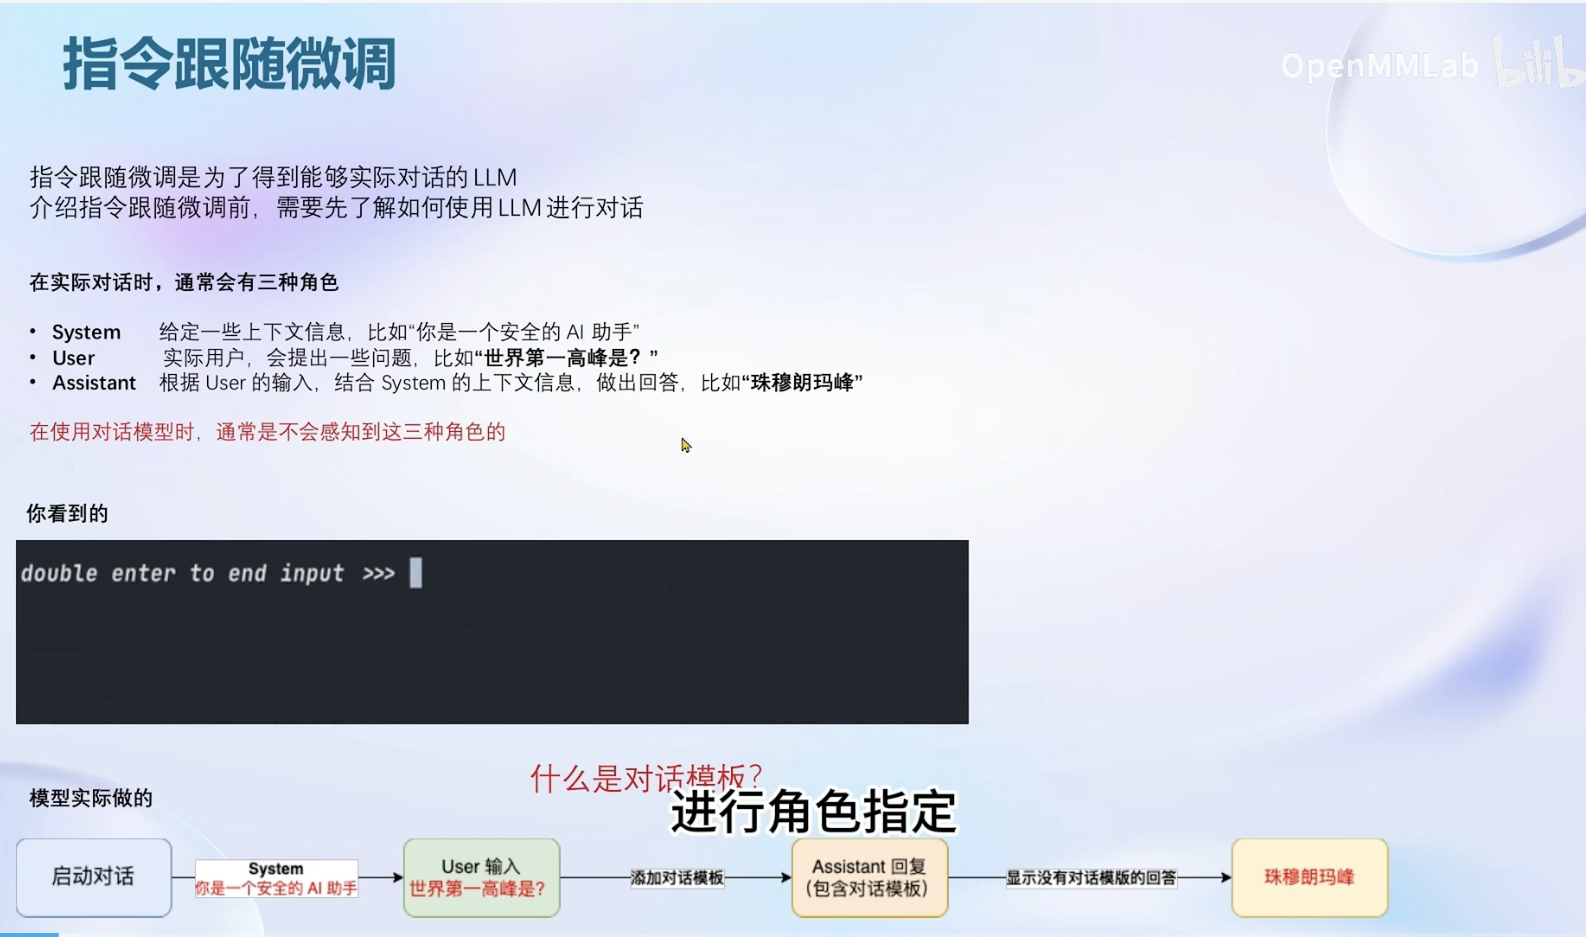 指令跟随微调
OpenMMLab bilib
指令跟随微调是为了得到能够实际对话的 LLM
介绍指令跟随微调前，需要先了解如何使用 LLM 进行对话
在实际对话时，通常会有三种角色
• System 给定一些上下文信息，比如“你是一个安全的 AI 助手”
• User 实际用户，会提出一些问题，比如“世界第一高峰是？”
• Assistant 根据 User 的输入，结合 System 的上下文信息，做出回答，比如“珠穆朗玛峰”
在使用对话模型时，通常是不会感知到这三种角色的
你看到的
double enter to end input >>>
什么是对话模板？
进行角色指定
模型实际做的
启动对话
System
你是一个安全的 AI 助手
User 输入
世界第一高峰是？
添加对话模板
Assistant 回复
（包含对话模板）
显示没有对话模版的回答
珠穆朗玛峰